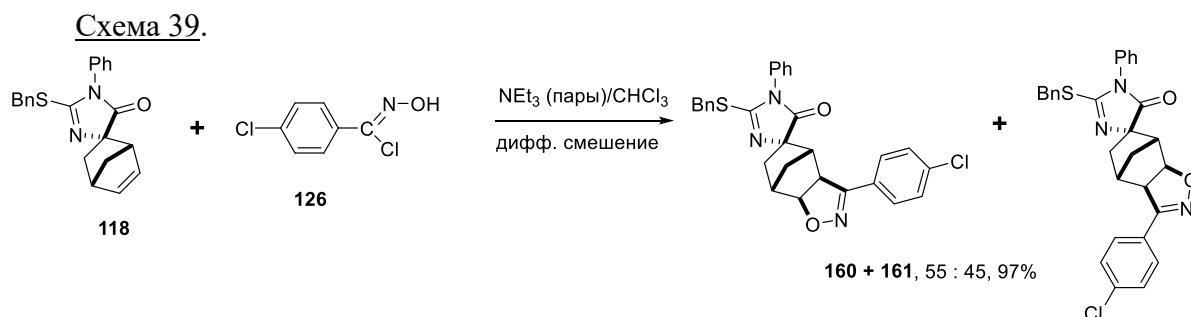 Схема 39.
Ph
BnS
N
O
N
118
+
Cl
N
OH
Cl
126
NEt3 (пары)/CHCl3
дифф. смешение
Ph
BnS
N
O
N
Cl
O
N
+
Ph
BnS
N
O
N
O
N
Cl
160 + 161, 55 : 45, 97%